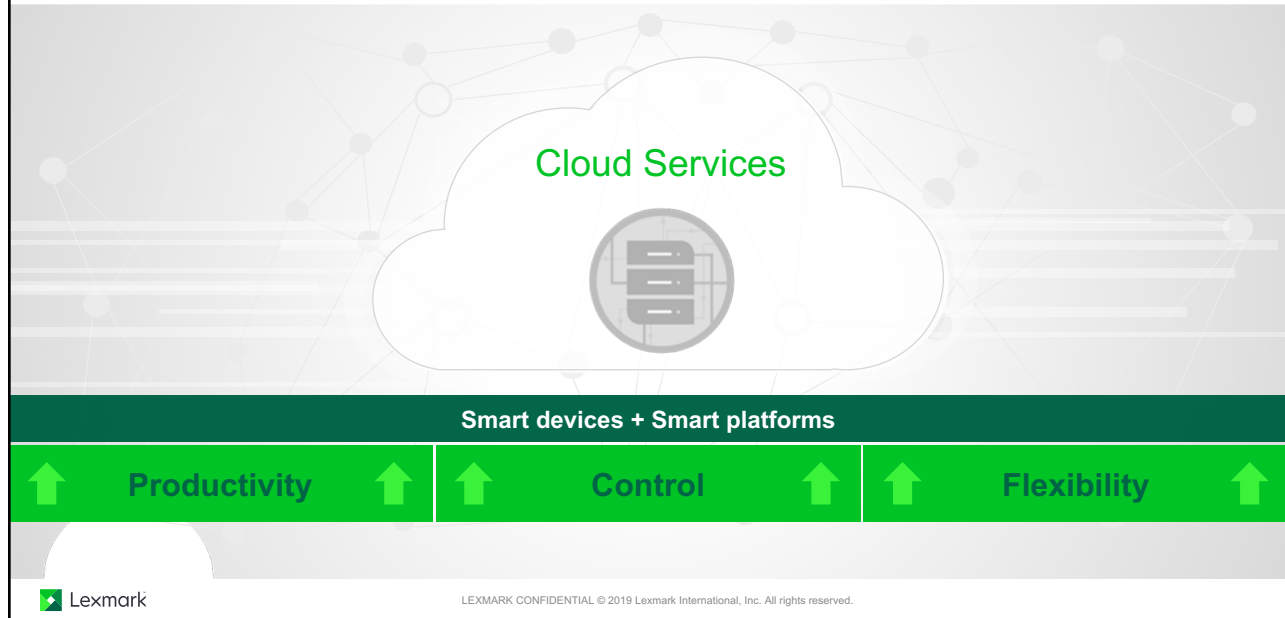 Cloud Services
Smart devices + Smart platforms
Productivity
Control
Flexibility
Lexmark
LEXMARK CONFIDENTIAL © 2019 Lexmark International, Inc. All rights reserved.